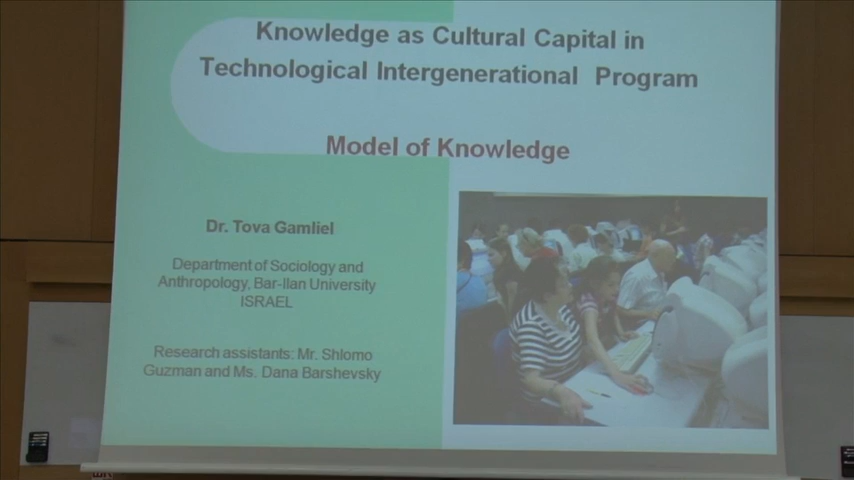 Knowledge as Cultural Capital in
Technological Intergenerational Program
Model of Knowledge
Dr. Tova Gamliel
Department of Sociology and
Anthropology, Bar-Ilan University
ISRAEL
Research assistants: Mr. Shlomo
Guzman and Ms. Dana Barshevsky